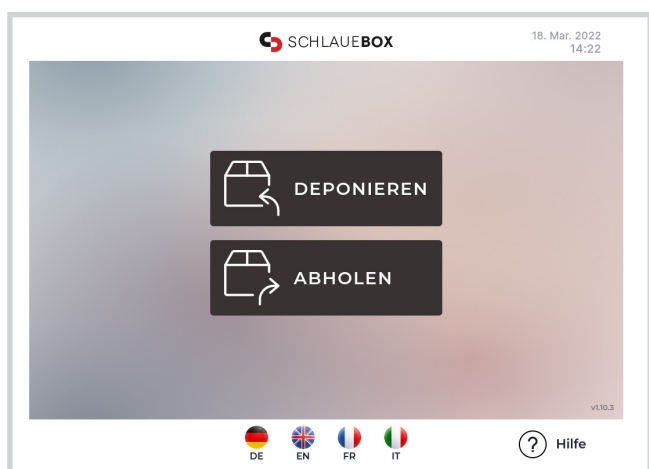 SCHLAUEBOX
18. Mar. 2022
14:22
DEPONIEREN
ABHOLEN
v1.10.3
DE EN FR IT
? Hilfe